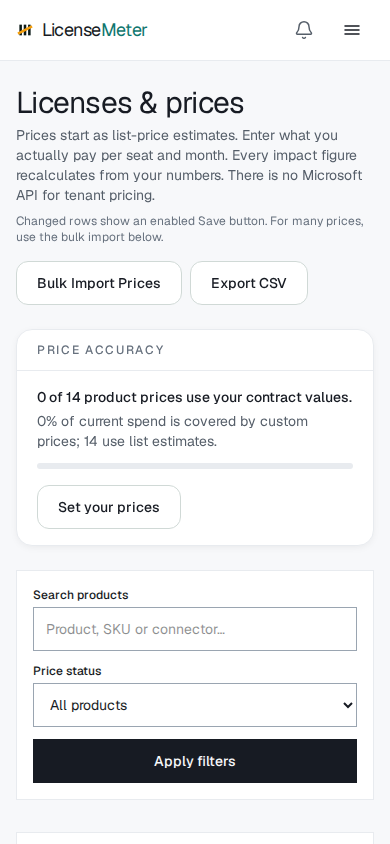 LicenseMeter
Licenses & prices
Prices start as list-price estimates. Enter what you
actually pay per seat and month. Every impact figure
recalculates from your numbers. There is no Microsoft
API for tenant pricing.
Changed rows show an enabled Save button. For many prices,
use the bulk import below.
Bulk Import Prices
Export CSV
PRICE ACCURACY
0 of 14 product prices use your contract values.
0% of current spend is covered by custom
prices; 14 use list estimates.
Set your prices
Search products
Product, SKU or connector…
Price status
All products
Apply filters